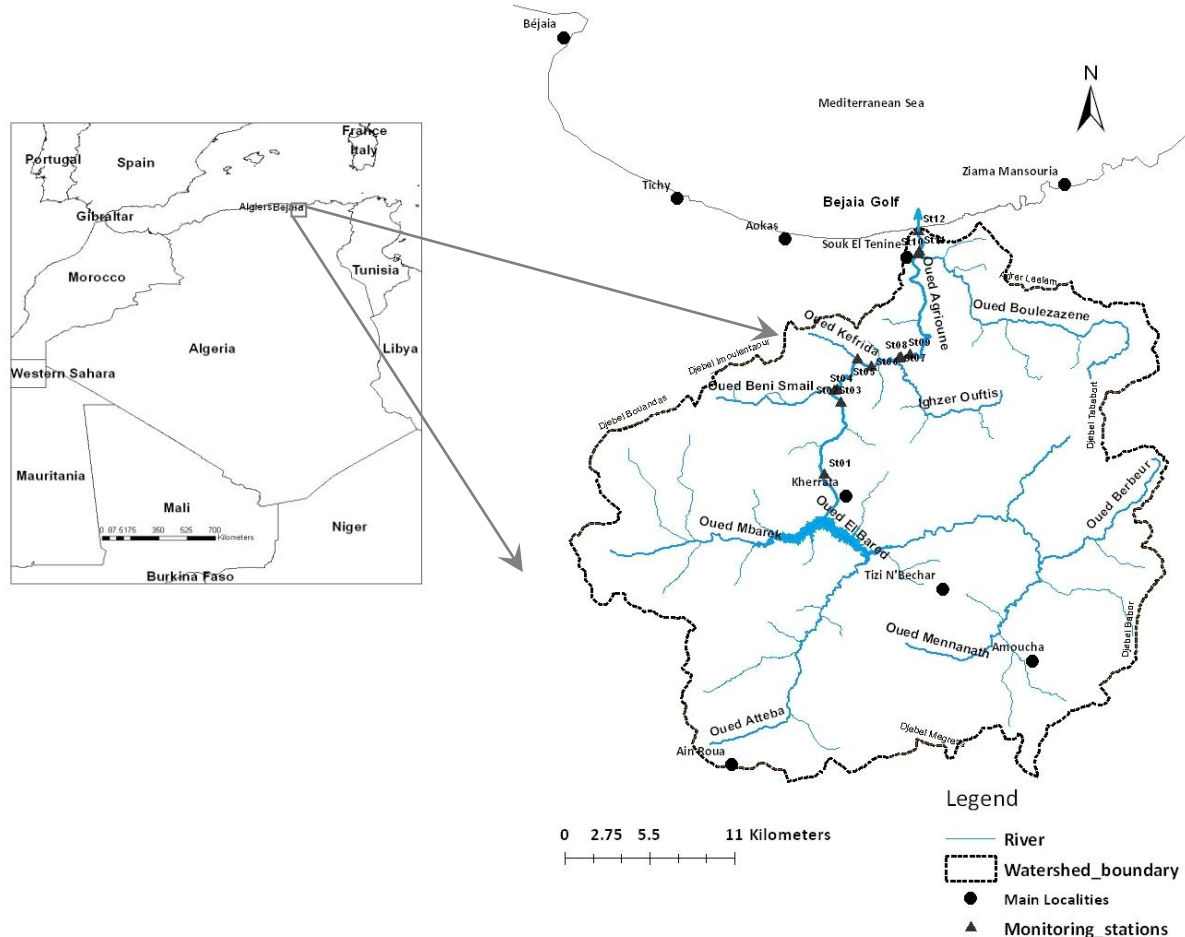 Béjaia
Mediterranean Sea
N
Ziama Mansouria
Tichy
Bejaia Golf
Aokas
St12
Souk El Tenine
St10
St11
Oued Agrioune
Oued Boulezazene
Oued Kefrida
St08
St09
St07
St06
St05
Djebel Imoulentaour
St04
Oued Beni Smail
St02
St03
Ighzer Ouftis
Djebel Bouandas
Djebel Tababort
St01
Kherrata
Oued Berbeur
Oued Mbarek
Oued El Bared
Tizi N'Bechar
Oued Mennanath
Amoucha
Djebel Babor
Oued Atteba
Djebel Megress
Ain Roua
France
Italy
Portugal
Spain
Algiers
Bejaia
Gibraltar
Morocco
Tunisia
Algeria
Libya
Western Sahara
Mauritania
Mali
0 87.5 175 350 525 700
Kilometers
Niger
Burkina Faso
0 2.75 5.5 11 Kilometers
Legend
River
Watershed_boundary
Main Localities
Monitoring_stations